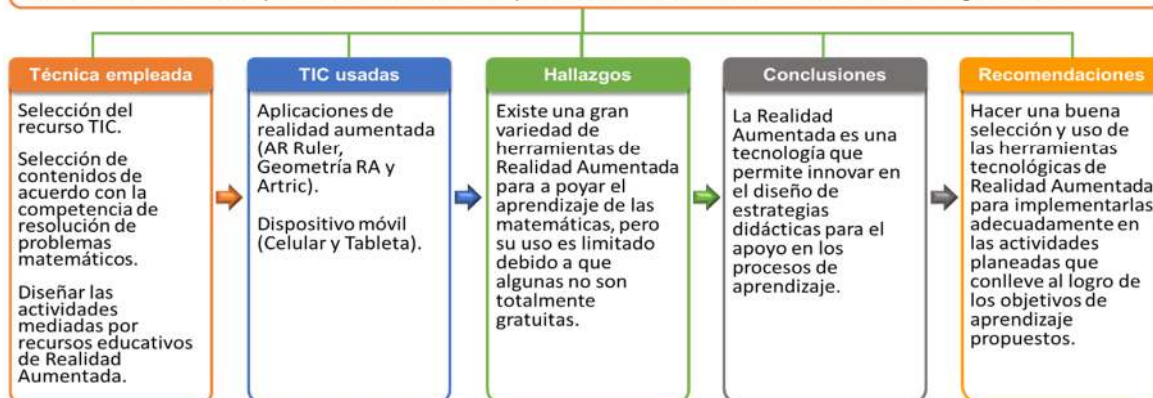 Técnica empleada
Selección del
recurso TIC.
Selección de
contenidos de
acuerdo con la
competencia de
resolución de
problemas
matemáticos.
Diseñar las
actividades
mediadas por
recursos educativos
de Realidad
Aumentada.
TIC usadas
Aplicaciones de
realidad aumentada
(AR Ruler,
Geometría RA y
Artric).
Dispositivo móvil
(Celular y Tableta).
Hallazgos
Existe una gran
variedad de
herramientas de
Realidad Aumentada
para a poyar el
aprendizaje de las
matemáticas, pero
su uso es limitado
debido a que
algunas no son
totalmente
gratuitas.
Conclusiones
La Realidad
Aumentada es una
tecnología que
permite innovar en
el diseño de
estrategias
didácticas para el
apoyo en los
procesos de
aprendizaje.
Recomendaciones
Hacer una buena
selección y uso de
las herramientas
tecnológicas de
Realidad Aumentada
para implementarlas
adecuadamente en
las actividades
planeadas que
conlleve al logro de
los objetivos de
aprendizaje
propuestos.